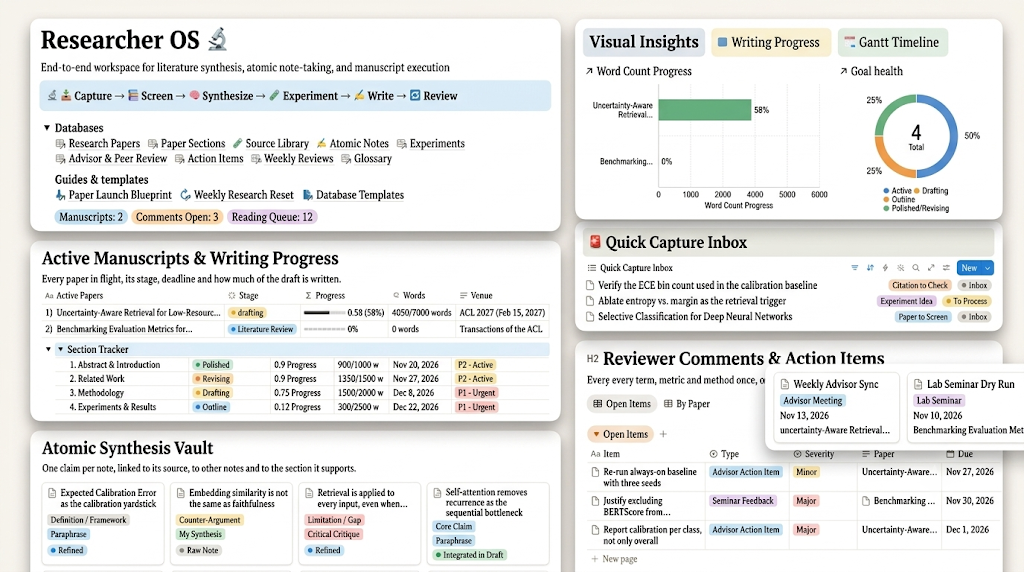 Researcher OS
End-to-end workspace for literature synthesis, atomic note-taking, and manuscript execution
Capture → Screen → Synthesize → Experiment → Write → Review
Databases
Research Papers Paper Sections Source Library Atomic Notes Experiments
Advisor & Peer Review Action Items Weekly Reviews Glossary
Guides & templates
Paper Launch Blueprint Weekly Research Reset Database Templates
Manuscripts: 2 Comments Open: 3 Reading Queue: 12
Active Manuscripts & Writing Progress
Every paper in flight, its stage, deadline and how much of the draft is written.
Aa Active Papers Stage Σ Progress Words Venue
1) Uncertainty-Aware Retrieval for Low-Resourc... drafting 0.58 (58%) 4050/7000 words ACL 2027 (Feb 15, 2027)
2) Benchmarking Evaluation Metrics for... Literature Review 0% 0 words Transactions of the ACL
Section Tracker
1. Abstract & Introduction Polished 0.9 Progress 900/1000 w Nov 20, 2026 P2 - Active
2. Related Work Revising 0.9 Progress 1350/1500 w Nov 27, 2026 P2 - Active
3. Methodology Drafting 0.75 Progress 1500/2000 w Dec 8, 2026 P1 - Urgent
4. Experiments & Results Outline 0.12 Progress 300/2500 w Dec 22, 2026 P1 - Urgent
Atomic Synthesis Vault
One claim per note, linked to its source, to other notes and to the section it supports.
Expected Calibration Error as the calibration yardstick
Definition / Framework
Paraphrase
Refined
Embedding similarity is not the same as faithfulness
Counter-Argument
My Synthesis
Raw Note
Retrieval is applied to every input, even when...
Limitation / Gap
Critical Critique
Refined
Self-attention removes recurrence as the sequential bottleneck
Core Claim
Paraphrase
Integrated in Draft
Visual Insights Writing Progress Gantt Timeline
↗ Word Count Progress
Uncertainty-Aware Retrieval... 58%
Benchmarking... 0%
0 1000 2000 3000 4000 5000 6000
Word Count Progress
↗ Goal health
25% 50% 25%
4
Total
Active Drafting
Outline
Polished/Revising
Quick Capture Inbox
Quick Capture Inbox New
Verify the ECE bin count used in the calibration baseline Citation to Check Inbox
Ablate entropy vs. margin as the retrieval trigger Experiment Idea To Process
Selective Classification for Deep Neural Networks Paper to Screen Inbox
H2 Reviewer Comments & Action Items
Every every term, metric and method once,
Open Items By Paper
Open Items +
Aa Item Type Severity Paper Due
Re-run always-on baseline with three seeds Advisor Action Item Minor Uncertainty-Aware... Nov 27, 2026
Justify excluding BERTScore from... Seminar Feedback Major Benchmarking ... Nov 30, 2026
Report calibration per class, not only overall Advisor Action Item Major Uncertainty-Aware... Dec 1, 2026
+ New page
Weekly Advisor Sync
Advisor Meeting
Nov 13, 2026
uncertainty-Aware Retrieval...
Lab Seminar Dry Run
Lab Seminar
Nov 10, 2026
Benchmarking Evaluation Met